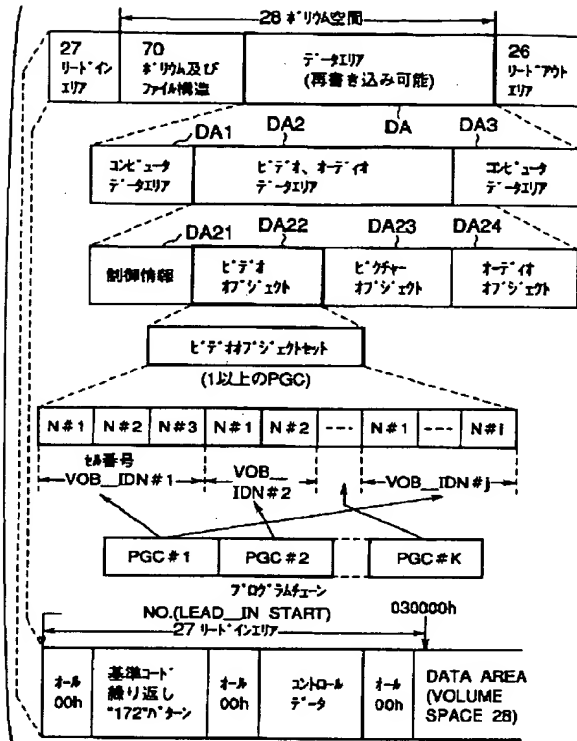 28 ﾎﾞﾘｭｳﾑ空間
27
ﾘｰﾄﾞｲﾝ
ｴﾘｱ
70
ﾎﾞﾘｭｳﾑ及び
ﾌｧｲﾙ構造
ﾃﾞｰﾀｴﾘｱ
(再書き込み可能)
26
ﾘｰﾄﾞｱｳﾄ
ｴﾘｱ
DA1
DA2
DA
DA3
ｺﾝﾋﾟｭｰﾀ
ﾃﾞｰﾀｴﾘｱ
ﾋﾞﾃﾞｵ、ｵｰﾃﾞｨｵ
ﾃﾞｰﾀｴﾘｱ
ｺﾝﾋﾟｭｰﾀ
ﾃﾞｰﾀｴﾘｱ
DA21
DA22
DA23
DA24
制御情報
ﾋﾞﾃﾞｵ
ｵﾌﾞｼﾞｪｸﾄ
ﾋﾟｸﾁｬｰ
ｵﾌﾞｼﾞｪｸﾄ
ｵｰﾃﾞｨｵ
ｵﾌﾞｼﾞｪｸﾄ
ﾋﾞﾃﾞｵｵﾌﾞｼﾞｪｸﾄｾｯﾄ
(1以上のPGC)
N#1 N#2 N#3 N#1 N#2 --- N#1 ---- N#i
ｾﾙ番号
VOB__IDN#1
VOB__
IDN#2
VOB__IDN#j
PGC#1 PGC#2 PGC#K
ﾌﾟﾛｸﾞﾗﾑﾁｪｰﾝ
NO.(LEAD__IN START)
030000h
27 ﾘｰﾄﾞｲﾝｴﾘｱ
ｵｰﾙ
00h
基準ｺｰﾄﾞ
繰り返し
"172"ﾊﾟﾀｰﾝ
ｵｰﾙ
00h
ｺﾝﾄﾛｰﾙ
ﾃﾞｰﾀ
ｵｰﾙ
00h
DATA AREA
(VOLUME
SPACE 28)